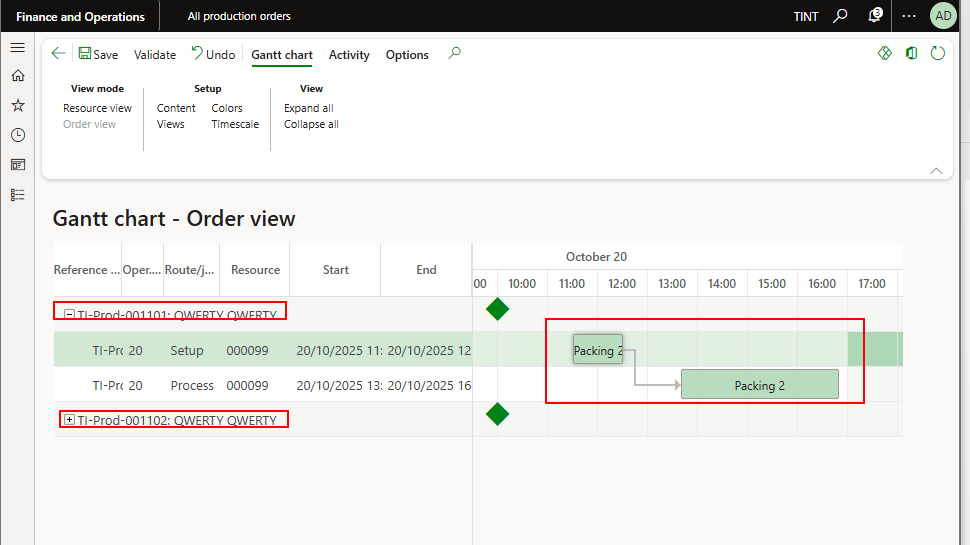 Finance and Operations All production orders TINT 3 ... AD
Save Validate Undo Gantt chart Activity Options
View mode Setup View
Resource view Content Colors Expand all
Order view Views Timescale Collapse all
Gantt chart - Order view
October 20
Reference ... Oper.... Route/j... Resource Start End
00 10:00 11:00 12:00 13:00 14:00 15:00 16:00 17:00
TI-Prod-001101: QWERTY QWERTY
TI-Prc 20 Setup 000099 20/10/2025 11: 20/10/2025 12 Packing 2
TI-Prc 20 Process 000099 20/10/2025 13: 20/10/2025 16 Packing 2
TI-Prod-001102: QWERTY QWERTY